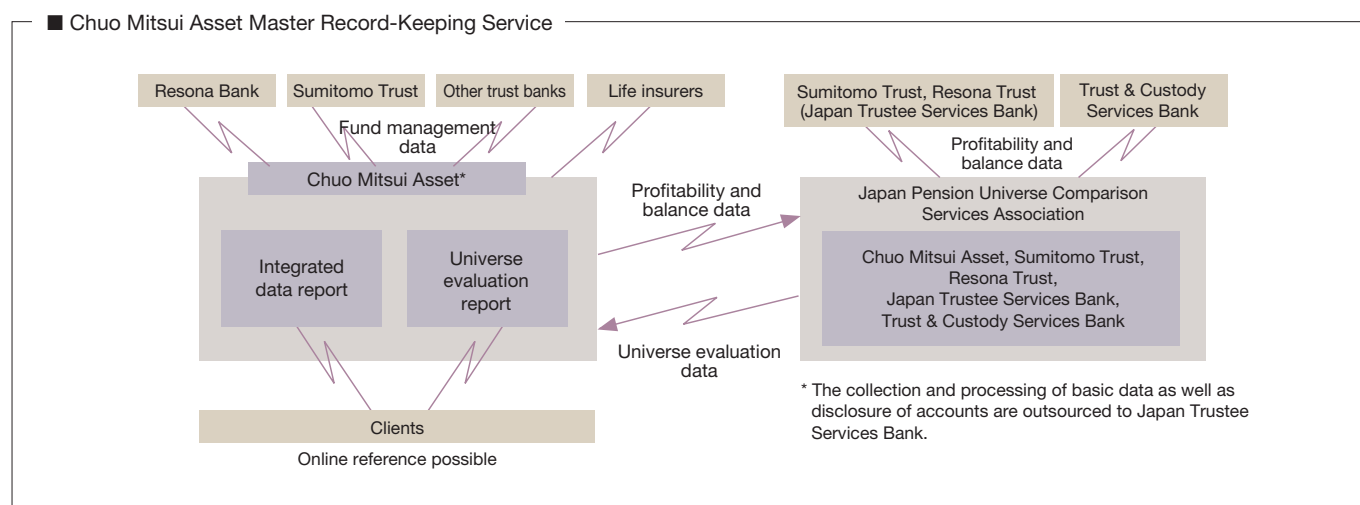 ■ Chuo Mitsui Asset Master Record-Keeping Service
Resona Bank
Sumitomo Trust
Other trust banks
Life insurers
Fund management
data
Chuo Mitsui Asset*
Integrated
data report
Universe
evaluation
report
Clients
Online reference possible
Profitability and
balance data
Universe evaluation
data
Sumitomo Trust, Resona Trust
(Japan Trustee Services Bank)
Trust & Custody
Services Bank
Profitability and
balance data
Japan Pension Universe Comparison
Services Association
Chuo Mitsui Asset, Sumitomo Trust,
Resona Trust,
Japan Trustee Services Bank,
Trust & Custody Services Bank
* The collection and processing of basic data as well as
disclosure of accounts are outsourced to Japan Trustee
Services Bank.